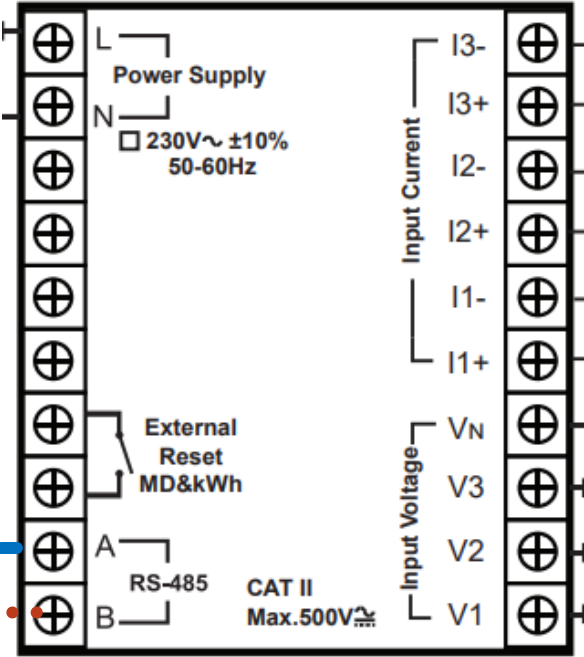 L
Power Supply
N
230V~ ±10%
50-60Hz
External
Reset
MD&kWh
A
RS-485
B
CAT II
Max.500V⎓~
Input Current
I3-
I3+
I2-
I2+
I1-
I1+
Input Voltage
VN
V3
V2
V1